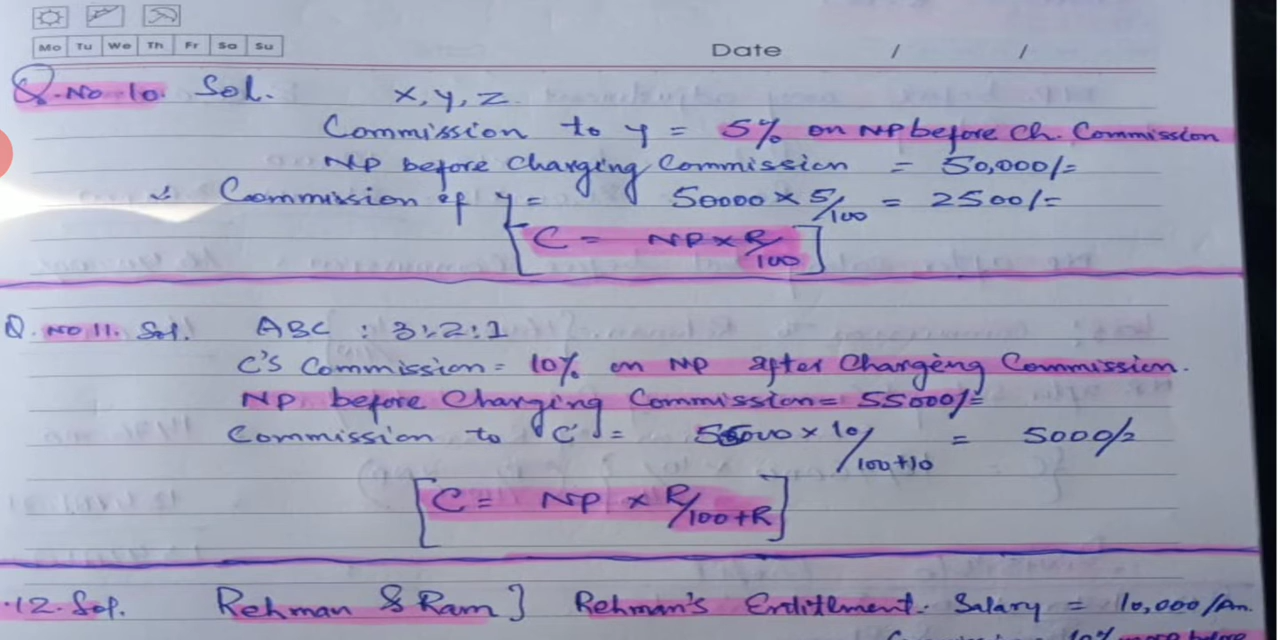 Mo Tu We Th Fr Sa Su
Date / /
Q. No 10. Sol. x, y, z.
Commission to y = 5% on NP before Ch. Commission
NP before Charging Commission = 50,000/=
Commission of y = 50000 × 5/100 = 2500/=
[C = NP × R/100]
Q. No 11. Sol. ABC : 3:2:1
C's Commission = 10% on NP after Charging Commission.
NP before Charging Commission = 55000/=
Commission to C = 55000 × 10/100+10 = 5000/=
[C = NP × R/100+R]
.12. Sol. Rehman & Ram] Rehman's Enditlment. Salary = 10,000/An.
10%